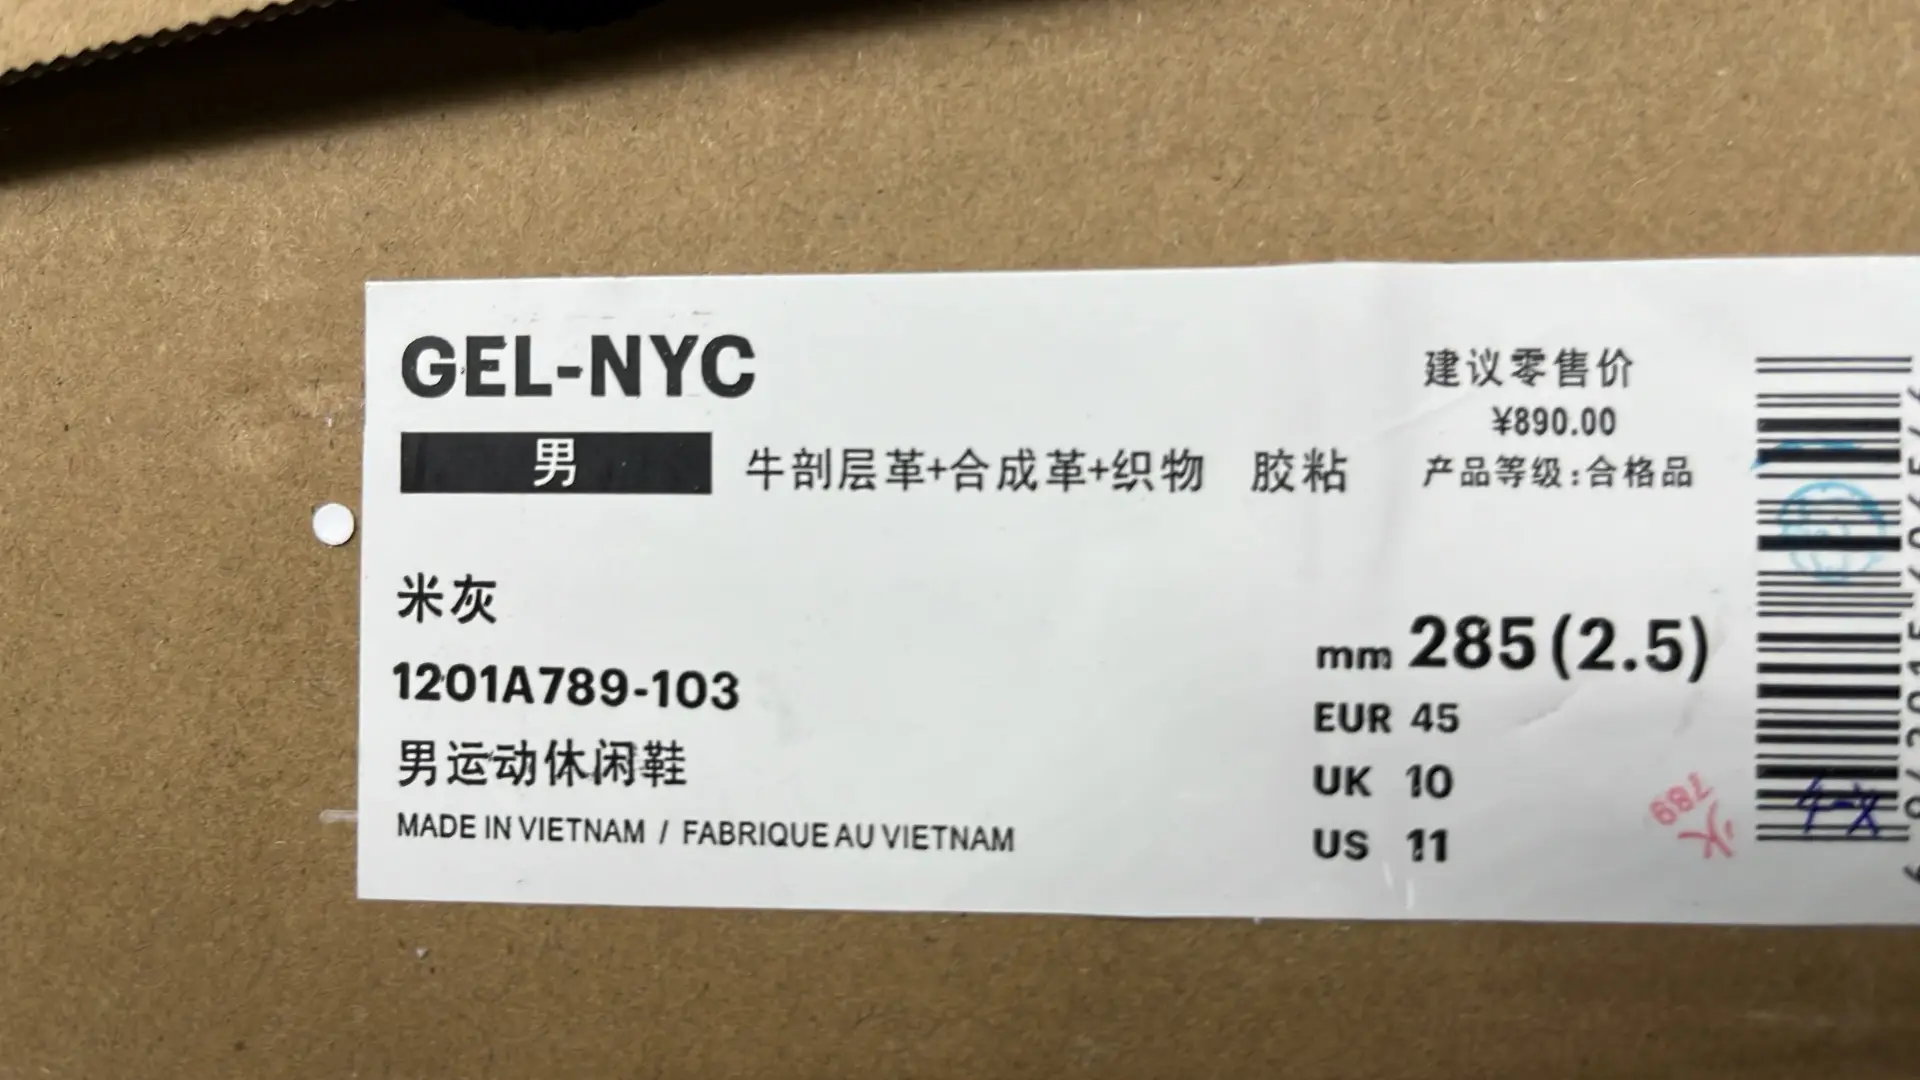 GEL-NYC
男
牛剖层革+合成革+织物 胶粘
建议零售价
¥890.00
产品等级:合格品
米灰
1201A789-103
男运动休闲鞋
MADE IN VIETNAM / FABRIQUE AU VIETNAM
mm 285(2.5)
EUR 45
UK 10
US 11
789